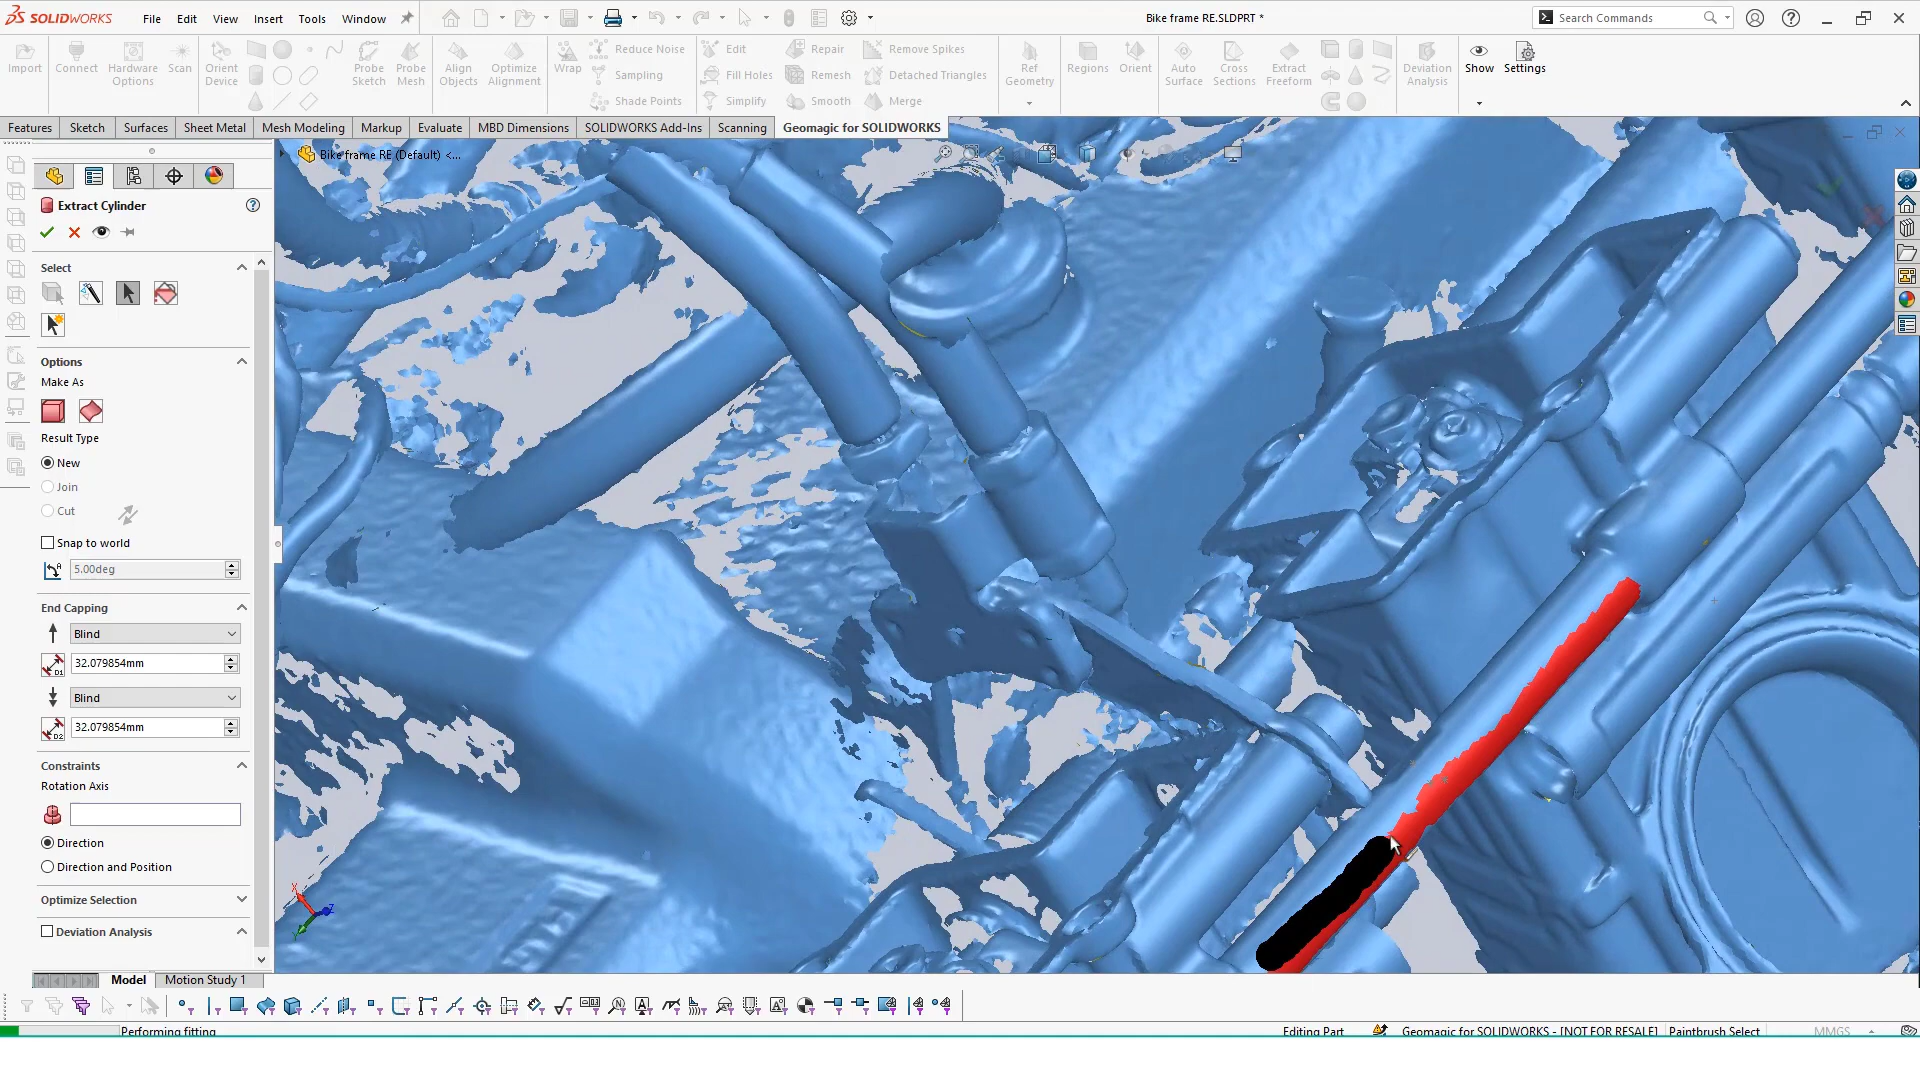 SOLIDWORKS
File Edit View Insert Tools Window
Bike frame RE.SLDPRT *
Search Commands
Import
Connect
Hardware Options
Scan
Orient Device
Probe Sketch
Probe Mesh
Align Objects
Optimize Alignment
Wrap
Reduce Noise
Sampling
Shade Points
Edit
Fill Holes
Simplify
Repair
Remesh
Smooth
Remove Spikes
Detached Triangles
Merge
Ref Geometry
Regions
Orient
Auto Surface
Cross Sections
Extract Freeform
Deviation Analysis
Show
Settings
Features Sketch Surfaces Sheet Metal Mesh Modeling Markup Evaluate MBD Dimensions SOLIDWORKS Add-Ins Scanning Geomagic for SOLIDWORKS
Bike frame RE (Default) <...
Extract Cylinder
Select
Options
Make As
Result Type
New
Join
Cut
Snap to world
5.00deg
End Capping
Blind
D1
32.079854mm
Blind
D2
32.079854mm
Constraints
Rotation Axis
Direction
Direction and Position
Optimize Selection
Deviation Analysis
X
Z
Y
Model Motion Study 1
Performing fitting
Editing Part
Geomagic for SOLIDWORKS - [NOT FOR RESALE]
Paintbrush Select
MMGS